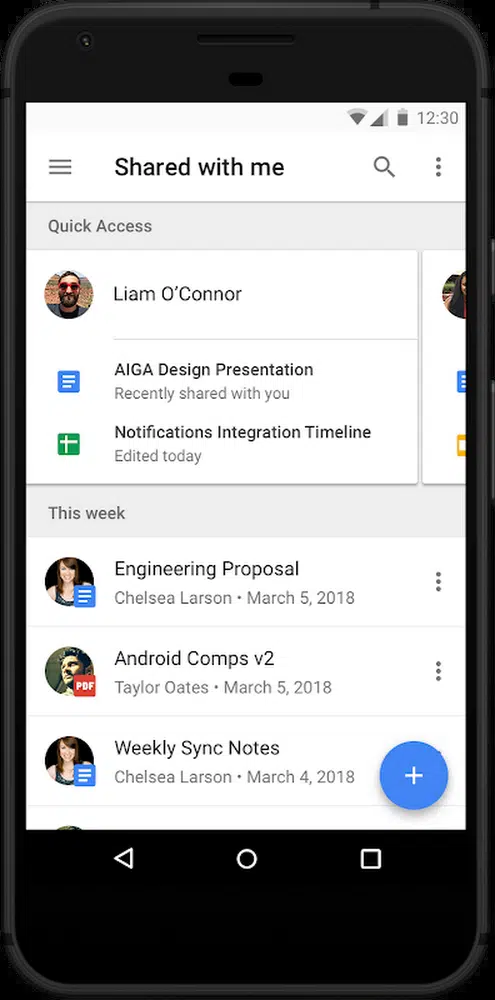 12:30
Shared with me
Quick Access
Liam O’Connor
AIGA Design Presentation
Recently shared with you
Notifications Integration Timeline
Edited today
This week
Engineering Proposal
Chelsea Larson • March 5, 2018
Android Comps v2
PDF
Taylor Oates • March 5, 2018
Weekly Sync Notes
Chelsea Larson • March 4, 2018